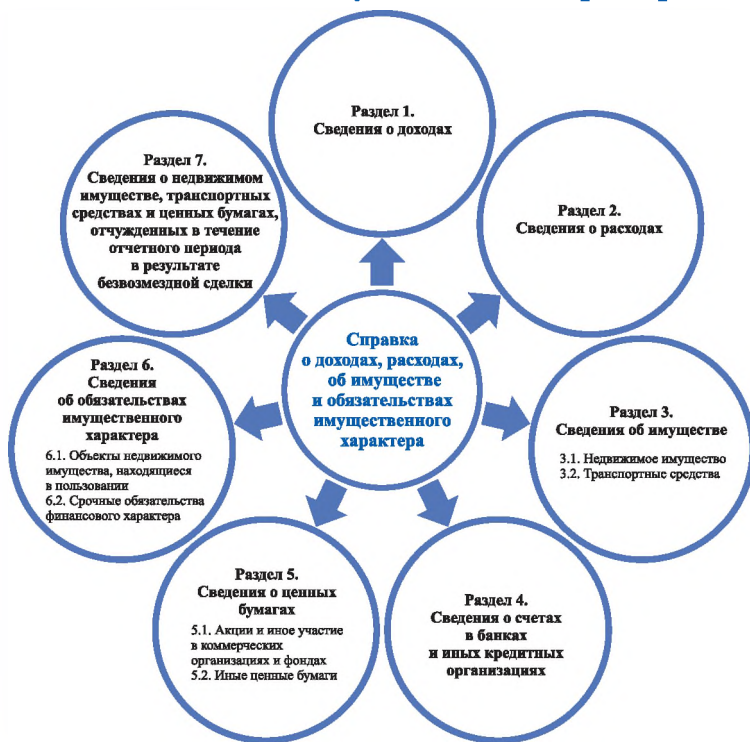 Справка
о доходах, расходах,
об имуществе
и обязательствах
имущественного
характера
Раздел 1.
Сведения о доходах
Раздел 2.
Сведения о расходах
Раздел 3.
Сведения об имуществе
3.1. Недвижимое имущество
3.2. Транспортные средства
Раздел 4.
Сведения о счетах
в банках
и иных кредитных
организациях
Раздел 5.
Сведения о ценных
бумагах
5.1. Акции и иное участие
в коммерческих
организациях и фондах
5.2. Иные ценные бумаги
Раздел 6.
Сведения
об обязательствах
имущественного
характера
6.1. Объекты недвижимого
имущества, находящиеся
в пользовании
6.2. Срочные обязательства
финансового характера
Раздел 7.
Сведения о недвижимом
имуществе, транспортных
средствах и ценных бумагах,
отчужденных в течение
отчетного периода
в результате
безвозмездной сделки